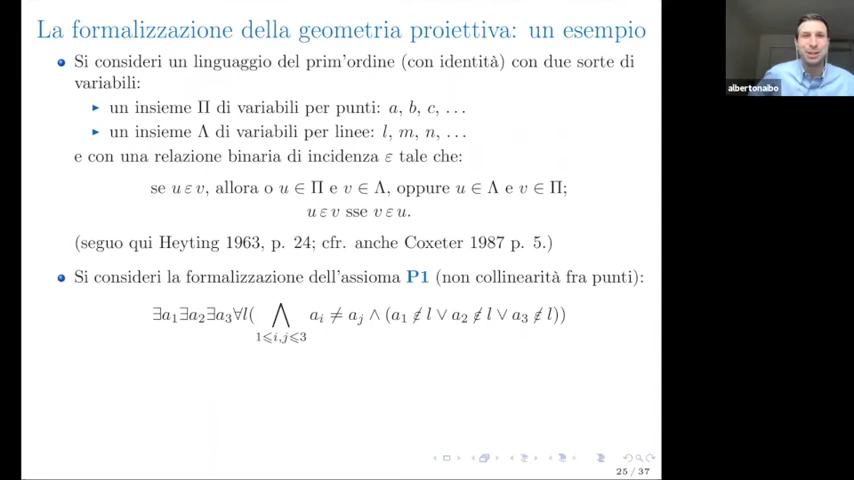 La formalizzazione della geometria proiettiva: un esempio
albertonaibo
Si consideri un linguaggio del prim'ordine (con identità) con due sorte di
variabili:
un insieme Π di variabili per punti: a, b, c, …
un insieme Λ di variabili per linee: l, m, n, …
e con una relazione binaria di incidenza ε tale che:
se u ε v, allora o u ∈ Π e v ∈ Λ, oppure u ∈ Λ e v ∈ Π;
u ε v sse v ε u.
(seguo qui Heyting 1963, p. 24; cfr. anche Coxeter 1987 p. 5.)
Si consideri la formalizzazione dell'assioma P1 (non collinearità fra punti):
∃a₁∃a₂∃a₃∀l( ⋀ aᵢ ≠ aⱼ ∧ (a₁ ε̸ l ∨ a₂ ε̸ l ∨ a₃ ε̸ l))
1⩽i,j⩽3
25 / 37